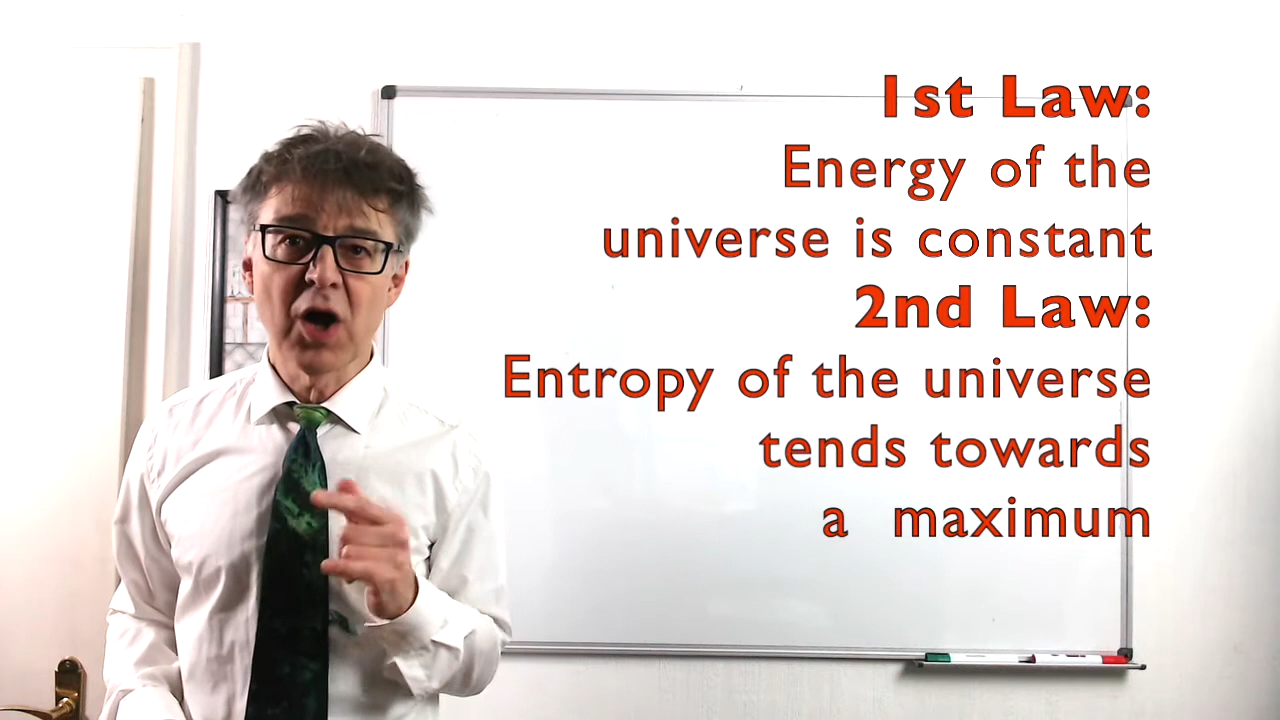 1st Law:
Energy of the
universe is constant
2nd Law:
Entropy of the universe
tends towards
a maximum